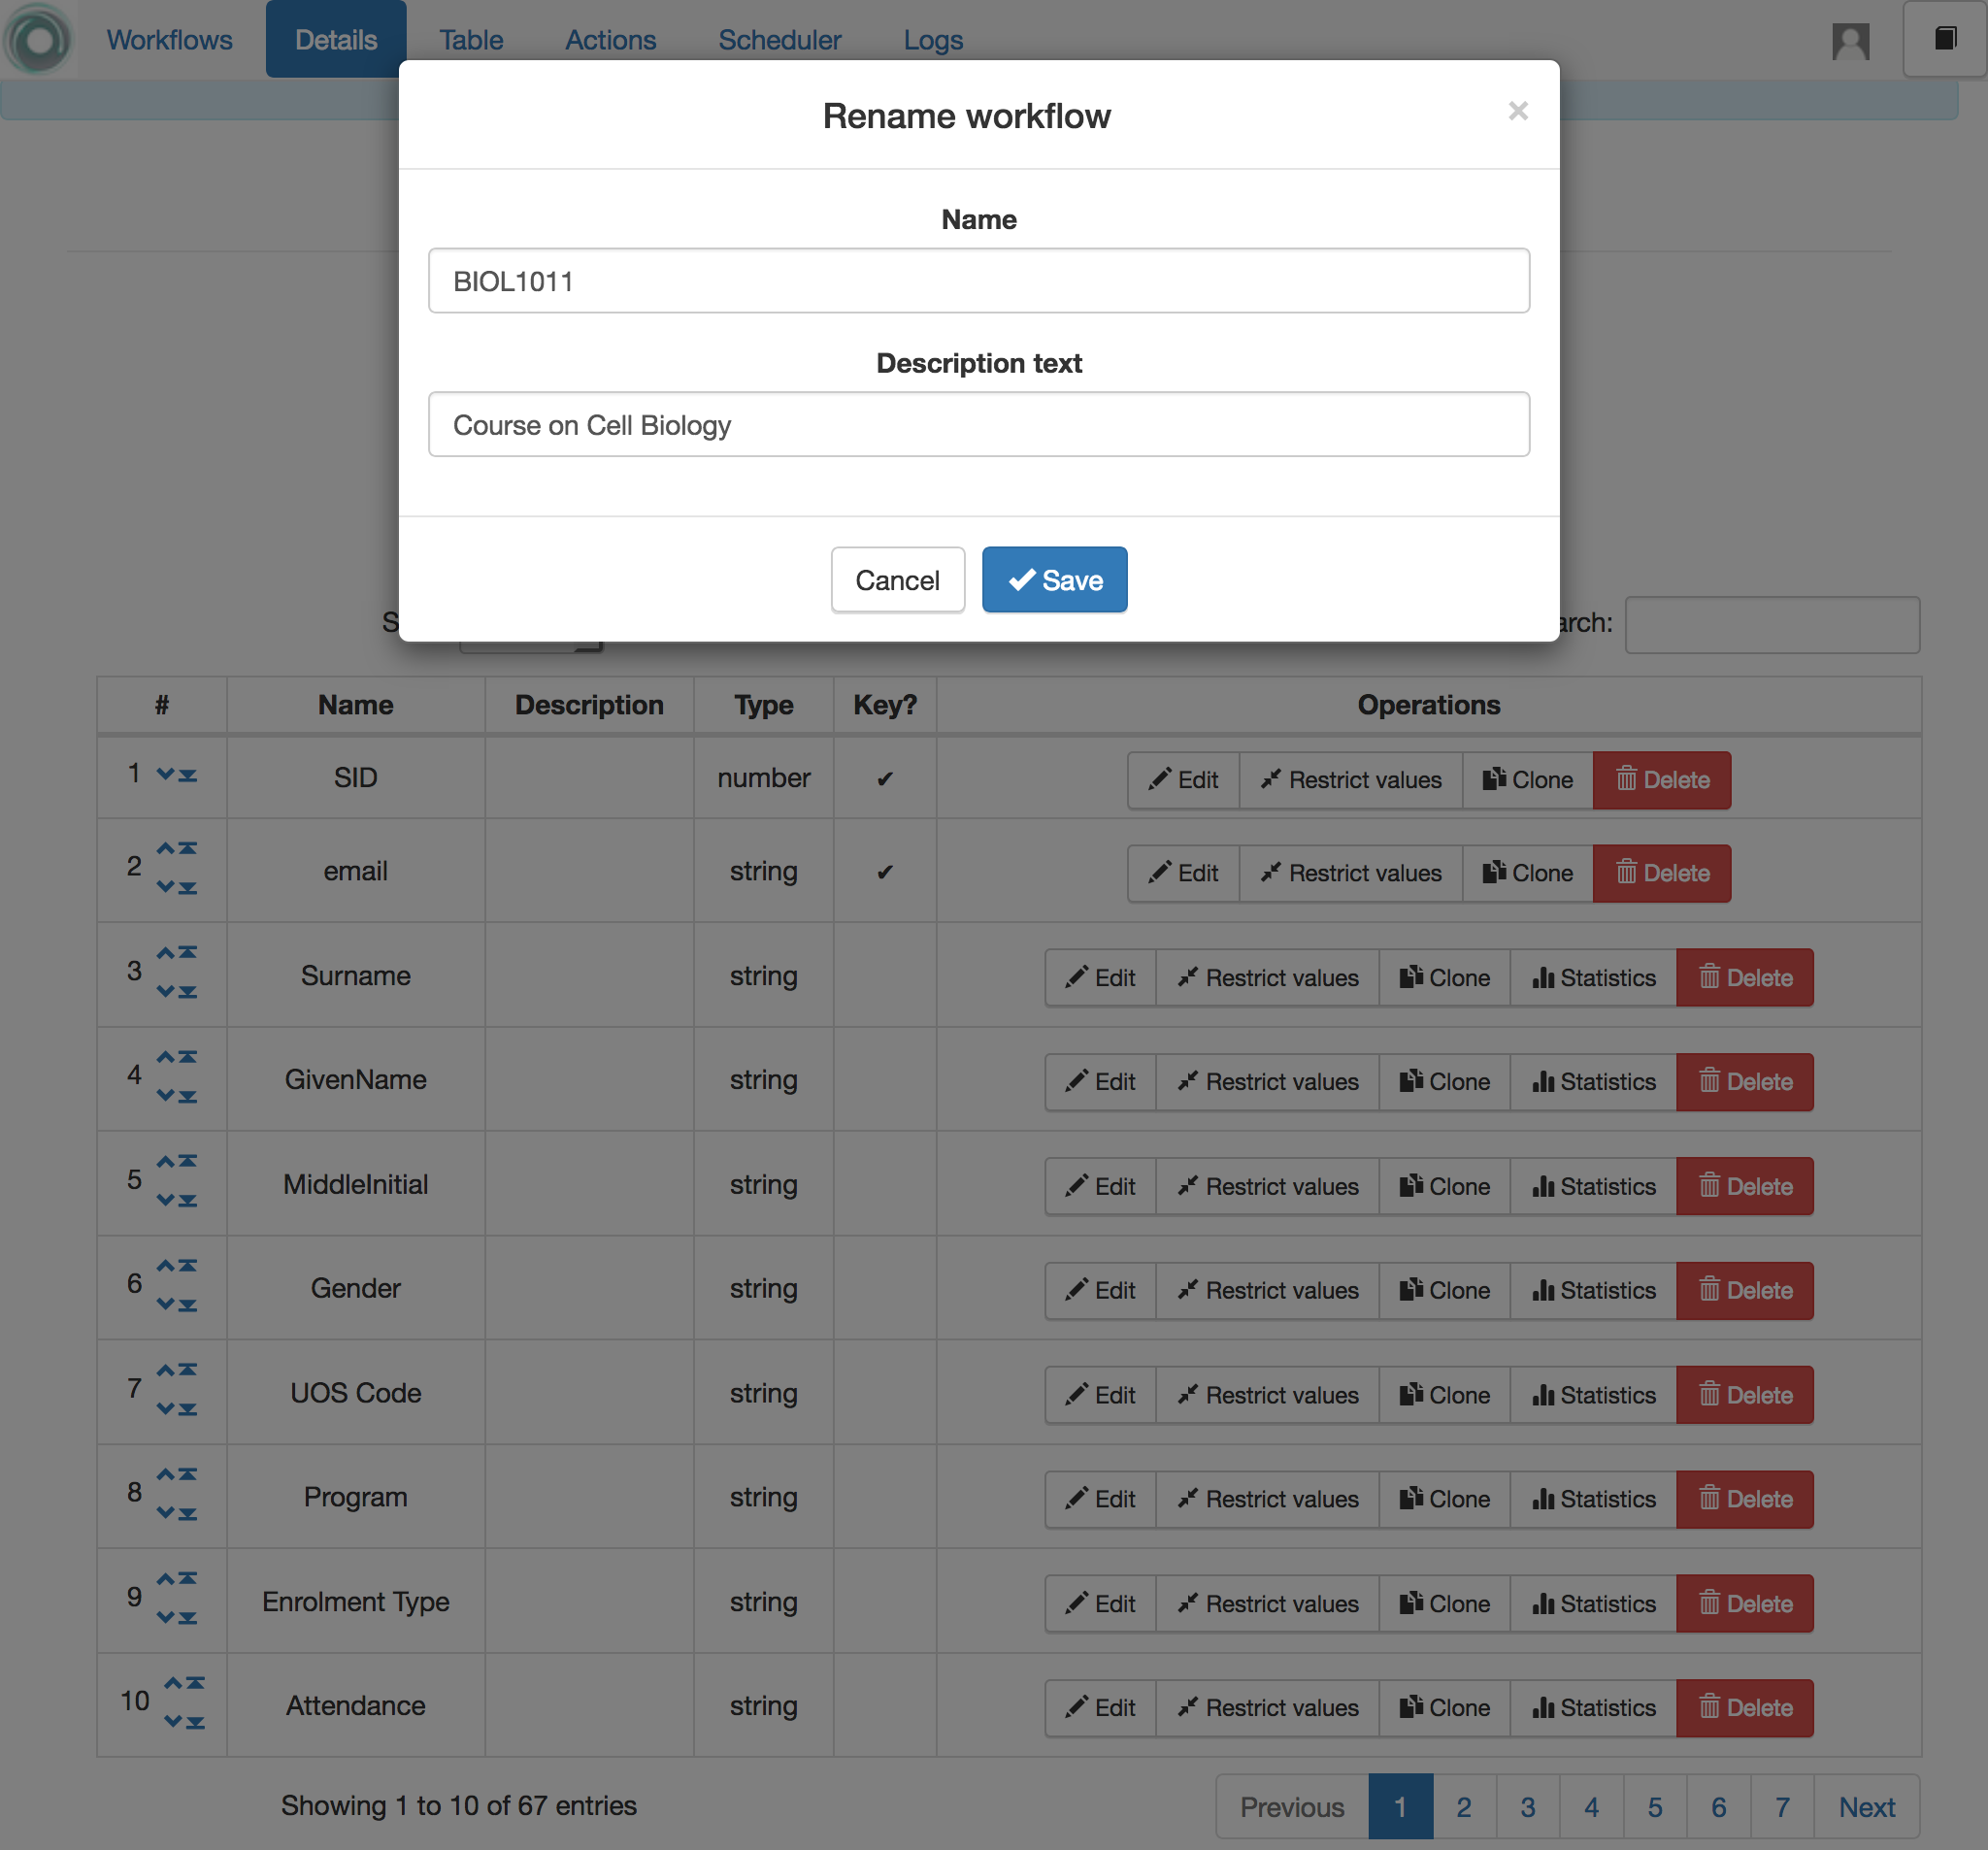 Workflows Details Table Actions Scheduler Logs
Rename workflow ×
Name
BIOL1011
Description text
Course on Cell Biology
Cancel Save
S arch:
# Name Description Type Key? Operations
1 SID number ✔ Edit Restrict values Clone Delete
2 email string ✔ Edit Restrict values Clone Delete
3 Surname string Edit Restrict values Clone Statistics Delete
4 GivenName string Edit Restrict values Clone Statistics Delete
5 MiddleInitial string Edit Restrict values Clone Statistics Delete
6 Gender string Edit Restrict values Clone Statistics Delete
7 UOS Code string Edit Restrict values Clone Statistics Delete
8 Program string Edit Restrict values Clone Statistics Delete
9 Enrolment Type string Edit Restrict values Clone Statistics Delete
10 Attendance string Edit Restrict values Clone Statistics Delete
Showing 1 to 10 of 67 entries Previous 1 2 3 4 5 6 7 Next